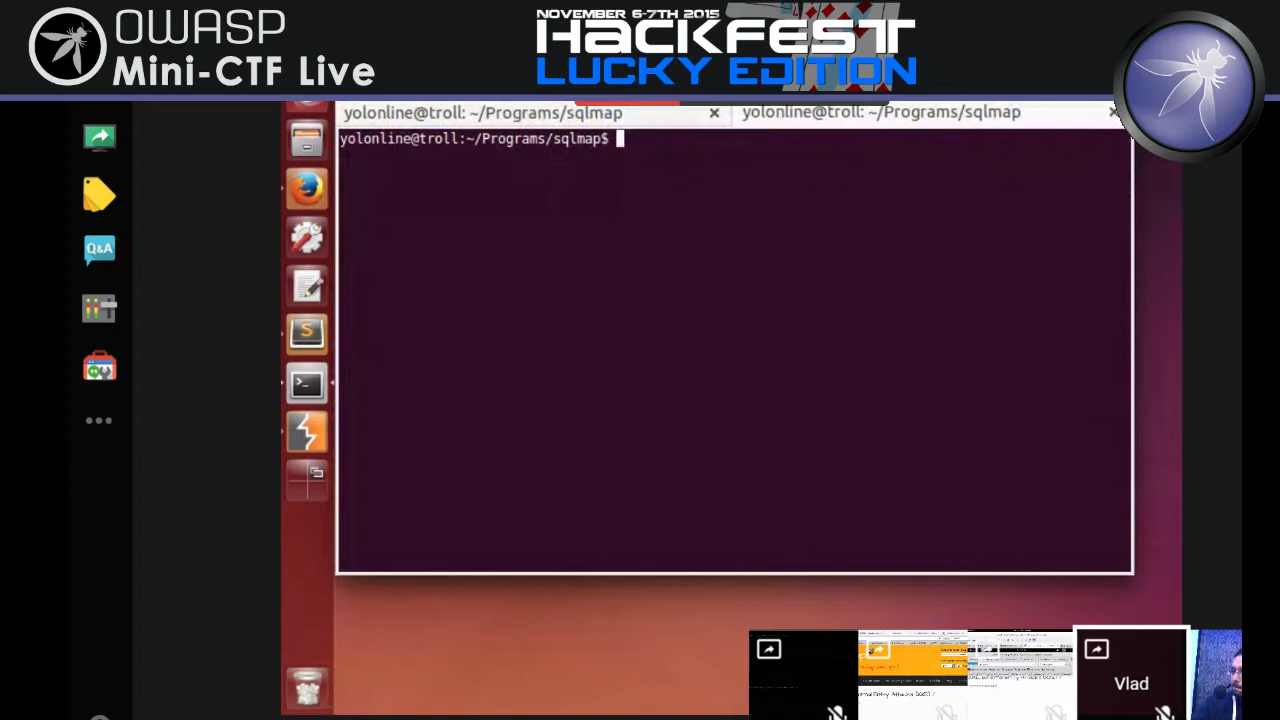 OWASP
Mini-CTF Live
NOVEMBER 6-7TH 2015
HACKFEST
LUCKY EDITION
yolonline@troll: ~/Programs/sqlmap
yolonline@troll: ~/Programs/sqlmap
yolonline@troll:~/Programs/sqlmap$
Q&A
S
Vlad